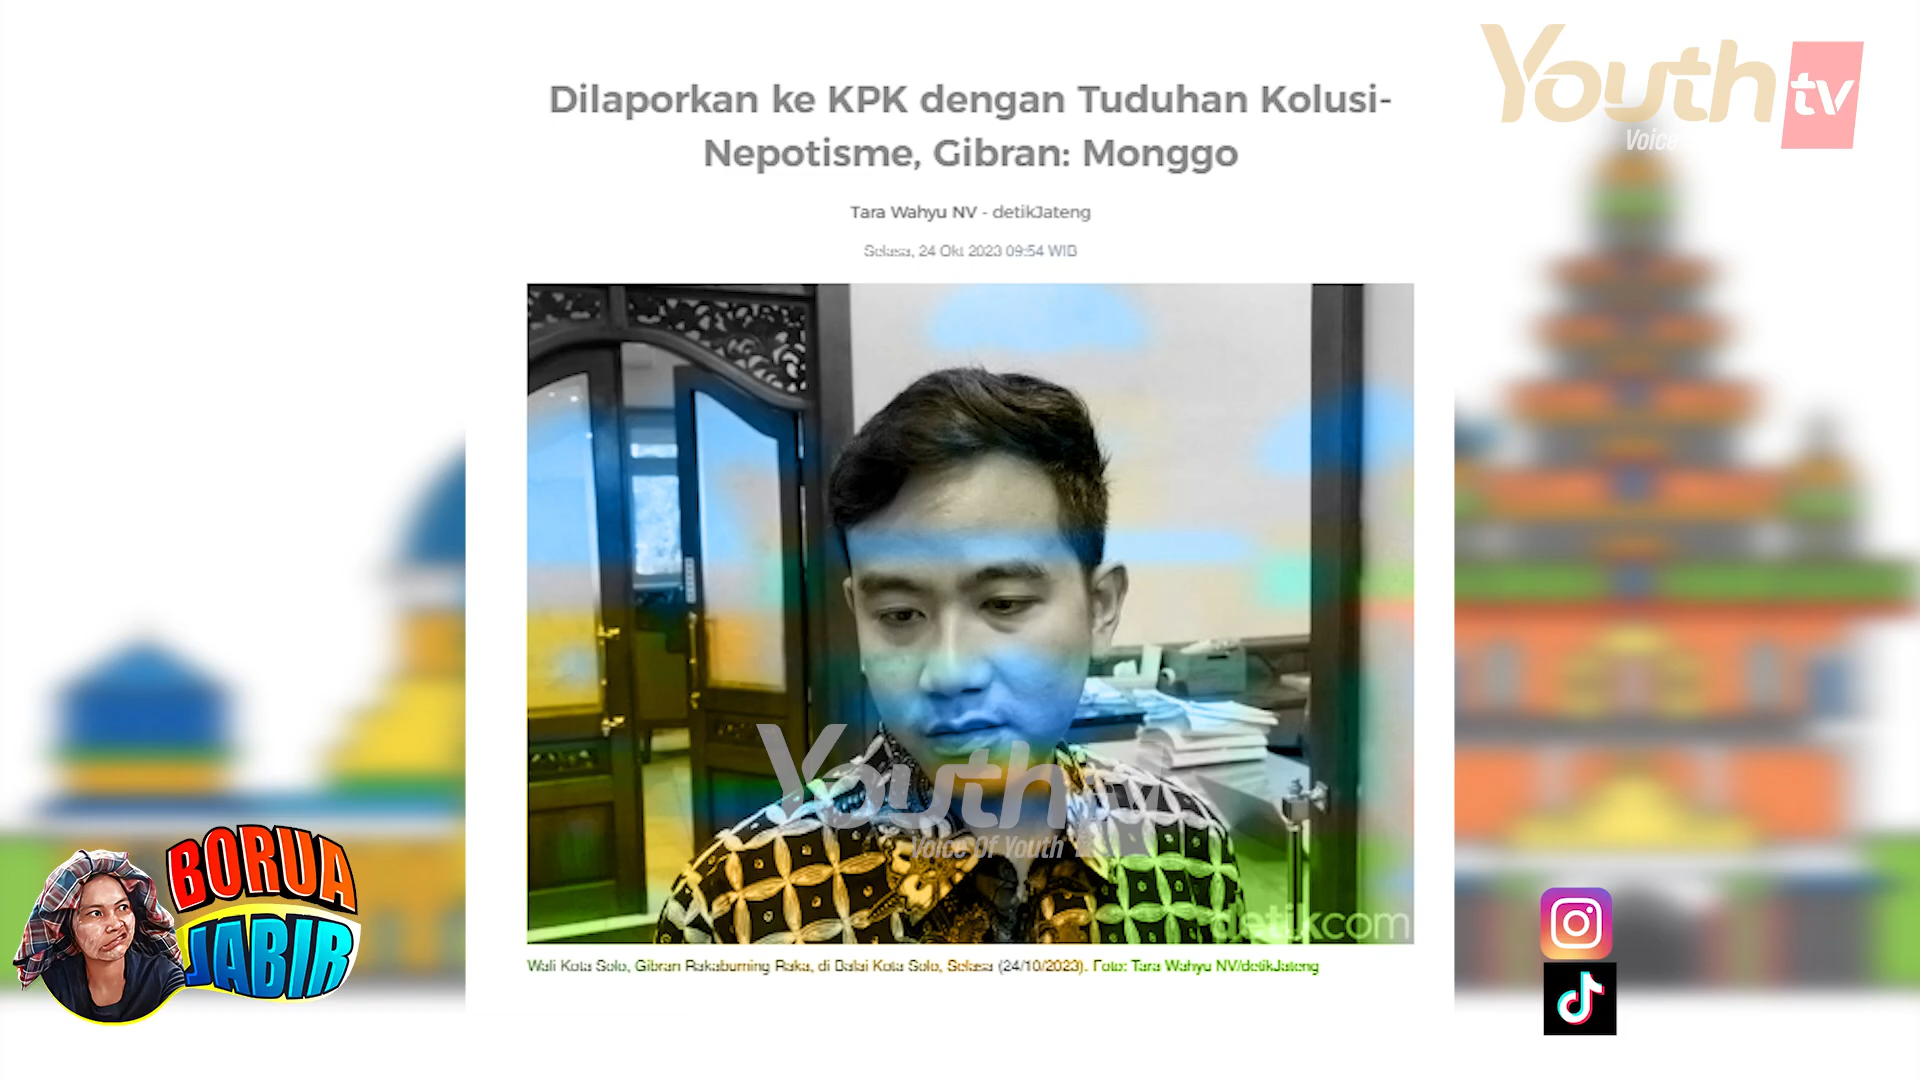 Youth tv
Voice
Dilaporkan ke KPK dengan Tuduhan Kolusi-
Nepotisme, Gibran: Monggo
Tara Wahyu NV - detikJateng
Selasa, 24 Okt 2023 09:54 WIB
Youth tv
Voice Of Youth
detikcom
Wali Kota Solo, Gibran Rakabuming Raka, di Balai Kota Solo, Selasa (24/10/2023). Foto: Tara Wahyu NV/detikJateng
BORUA
JABIR